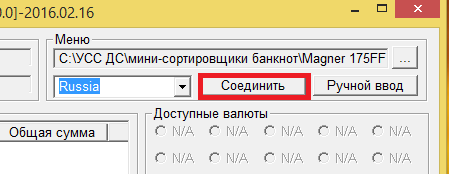 0.0]-2016.02.16
Меню
C:\УСС ДС\мини-сортировщики банкнот\Magner 175FF ...
Russia Соединить Ручной ввод
Общая сумма
Доступные валюты
N/A N/A N/A N/A N/A
N/A N/A N/A N/A N/A